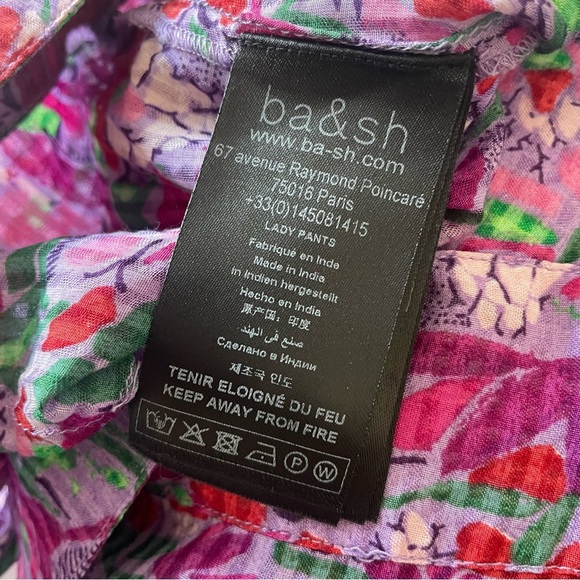 ba&sh
www.ba-sh.com
67 avenue Raymond Poincaré
75016 Paris
+33(0)145081415
LADY PANTS
Fabriqué en Inde
Made in India
in Indien hergestellt
Hecho en India
原产国：印度
صنع في الهند
Сделано в Индии
제조국 인도
TENIR ELOIGNÉ DU FEU
KEEP AWAY FROM FIRE
P W